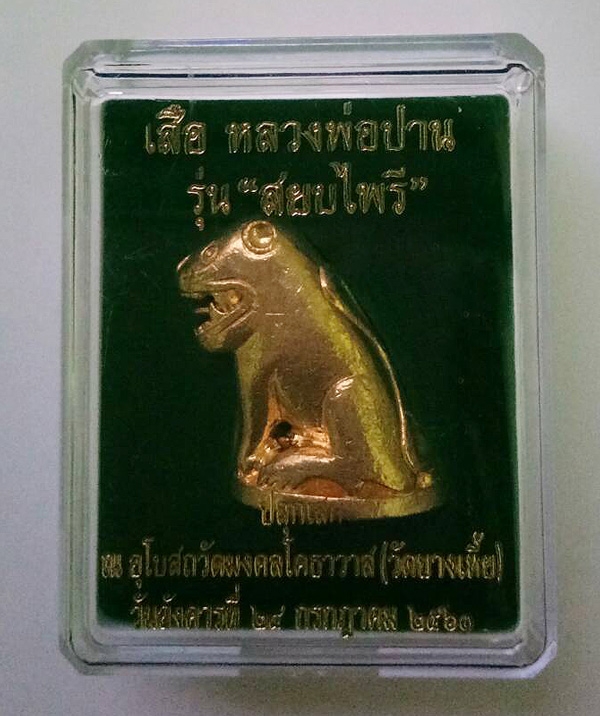 เสือ หลวงพ่อปาน
รุ่น “สยบไพรี”
ปลุกเสก
ณ อุโบสถวัดมงคลโคธาวาส (วัดบางเหี้ย)
วันอังคารที่ ๒๔ กรกฎาคม ๒๕๖๑